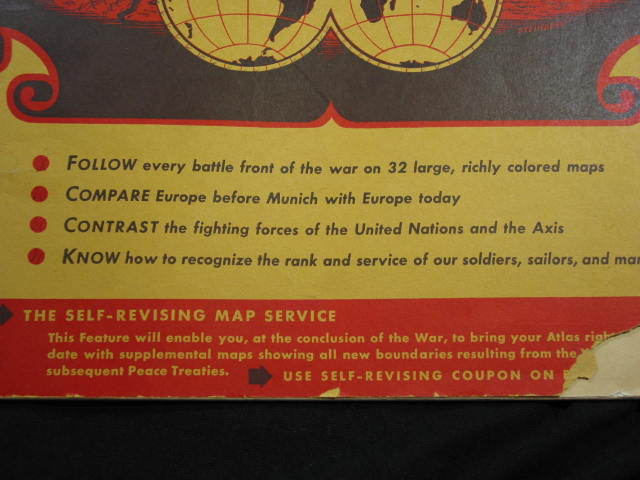 FOLLOW every battle front of the war on 32 large, richly colored maps
COMPARE Europe before Munich with Europe today
CONTRAST the fighting forces of the United Nations and the Axis
KNOW how to recognize the rank and service of our soldiers, sailors, and
THE SELF-REVISING MAP SERVICE
This Feature will enable you, at the conclusion of the War, to bring your Atlas
date with supplemental maps showing all new boundaries resulting from the
subsequent Peace Treaties.
USE SELF-REVISING COUPON ON